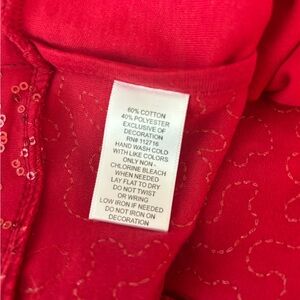 60% COTTON
40% POLYESTER
EXCLUSIVE OF
DECORATION
RN# 112716
HAND WASH COLD
WITH LIKE COLORS
ONLY NON -
CHLORINE BLEACH
WHEN NEEDED
LAY FLAT TO DRY
DO NOT TWIST
OR WRING
LOW IRON IF NEEDED
DO NOT IRON ON
DECORATION